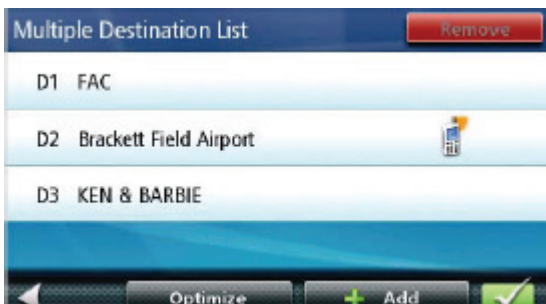 Multiple Destination List Remove
D1 FAC
D2 Brackett Field Airport
D3 KEN & BARBIE
Optimize Add